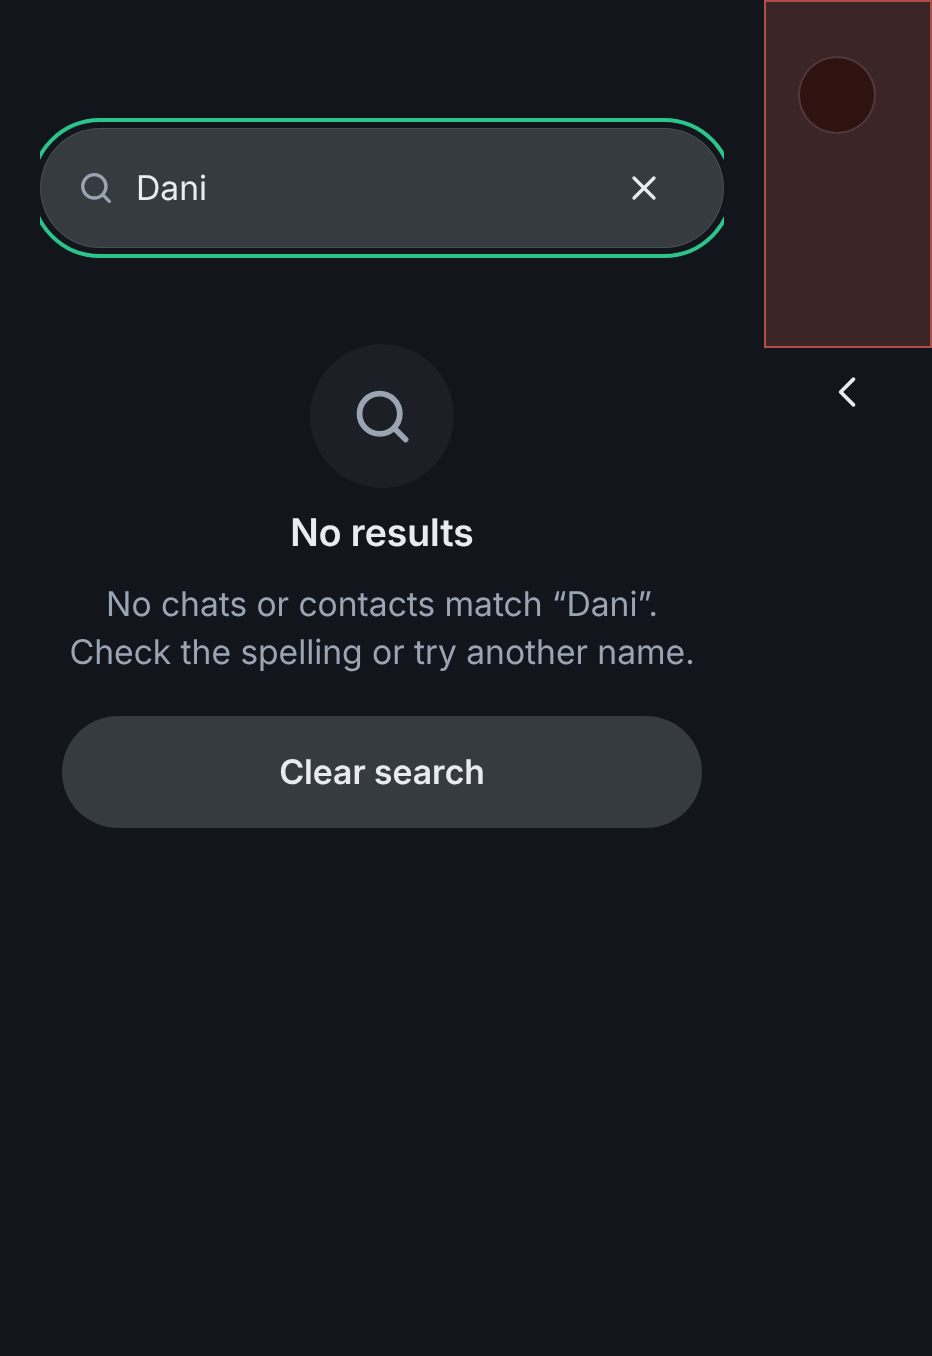 Dani
No results
No chats or contacts match “Dani”.
Check the spelling or try another name.
Clear search